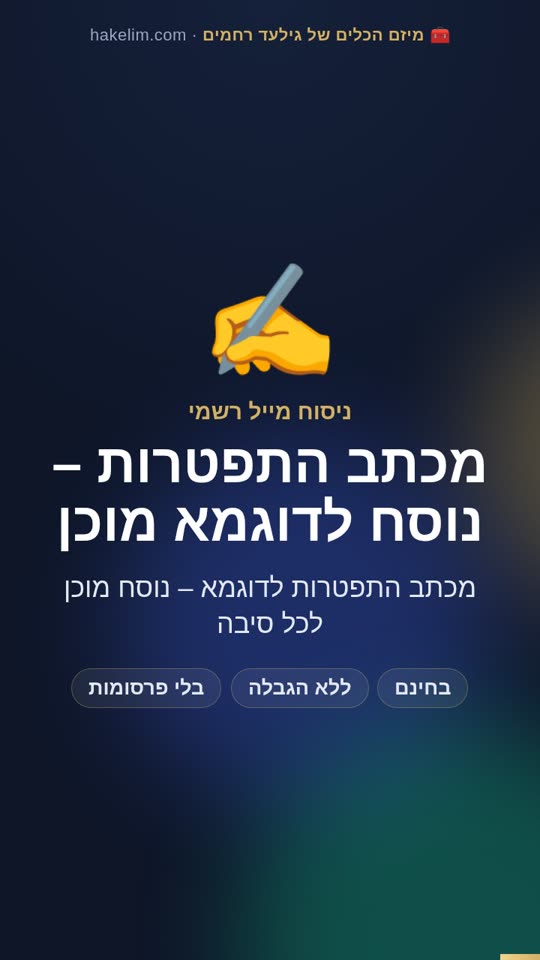 🧰 מיזם הכלים של גילעד רחמים · hakelim.com
ניסוח מייל רשמי
מכתב התפטרות –
נוסח לדוגמא מוכן
מכתב התפטרות לדוגמא – נוסח מוכן
לכל סיבה
בחינם
ללא הגבלה
בלי פרסומות